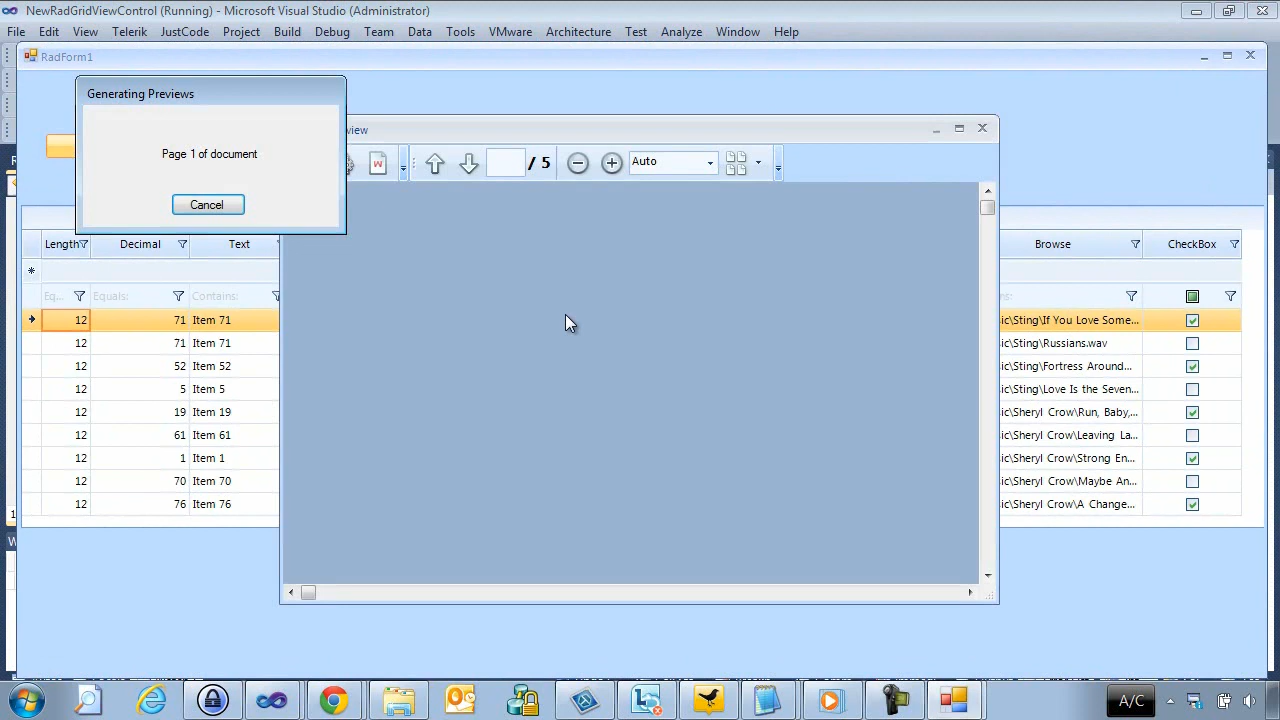 NewRadGridViewControl (Running) - Microsoft Visual Studio (Administrator)
File Edit View Telerik JustCode Project Build Debug Team Data Tools VMware Architecture Test Analyze Window Help
RadForm1
Generating Previews
Page 1 of document
Cancel
view
/ 5 Auto
Length Decimal Text Browse CheckBox
Eq... Equals: Contains: ns:
12 71 Item 71 ic\Sting\If You Love Some...
12 71 Item 71 ic\Sting\Russians.wav
12 52 Item 52 ic\Sting\Fortress Around...
12 5 Item 5 ic\Sting\Love Is the Seven...
12 19 Item 19 ic\Sheryl Crow\Run, Baby,...
12 61 Item 61 ic\Sheryl Crow\Leaving La...
12 1 Item 1 ic\Sheryl Crow\Strong En...
12 70 Item 70 ic\Sheryl Crow\Maybe An...
12 76 Item 76 ic\Sheryl Crow\A Change...
A/C